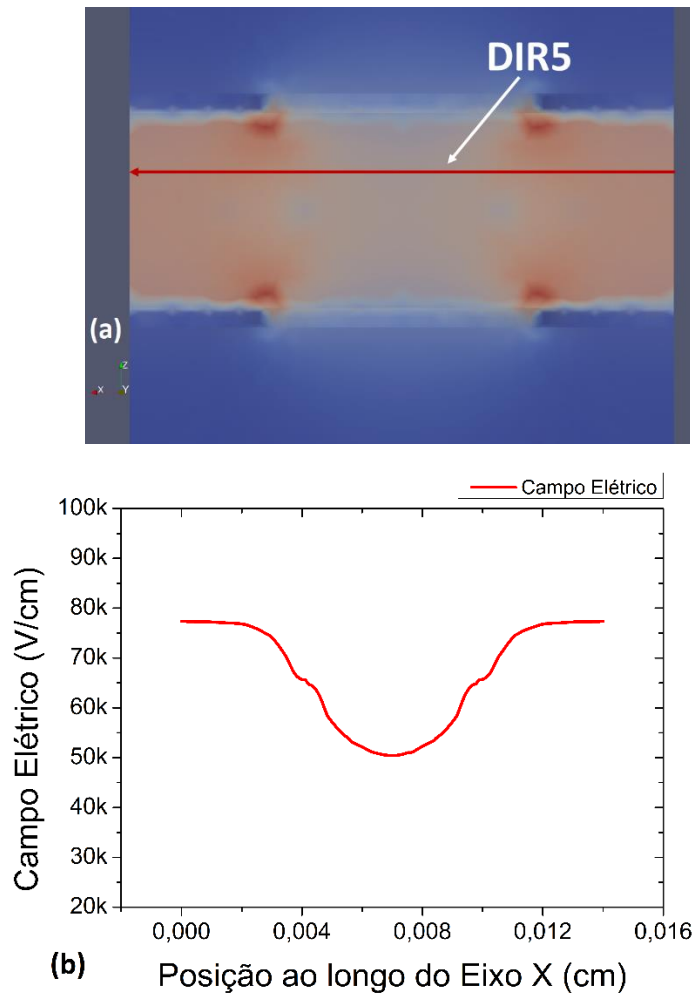 DIR5
(a)
Z
X
Y
Campo Elétrico
100k
90k
80k
70k
60k
50k
40k
30k
20k
Campo Elétrico (V/cm)
0,000
0,004
0,008
0,012
0,016
(b)
Posição ao longo do Eixo X (cm)